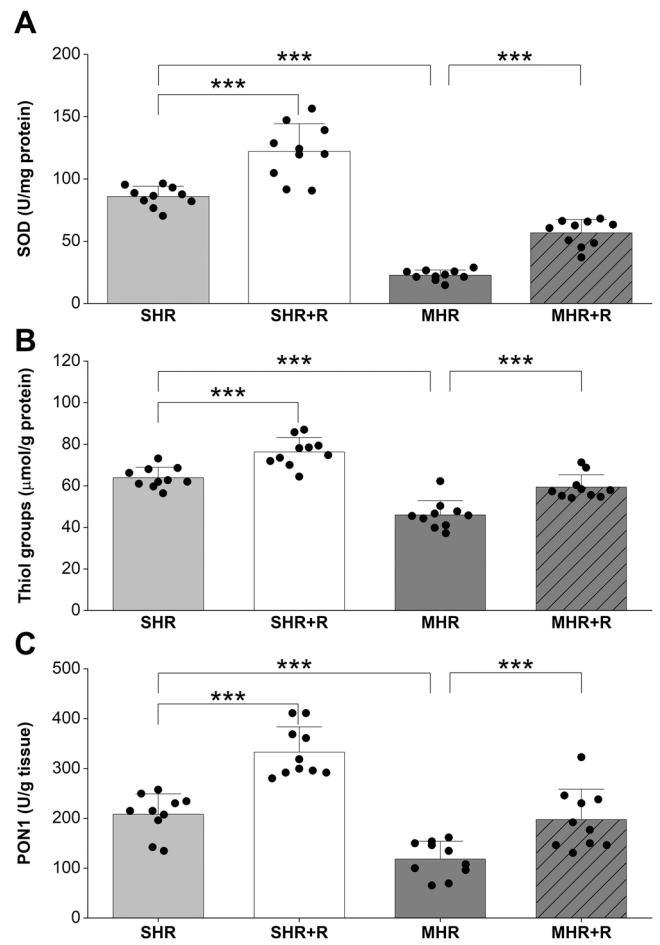 A
SOD (U/mg protein)
200
150
100
50
0
***
***
***
SHR
SHR+R
MHR
MHR+R
B
Thiol groups (μmol/g protein)
120
100
80
60
40
20
0
***
***
***
SHR
SHR+R
MHR
MHR+R
C
PON1 (U/g tissue)
500
400
300
200
100
0
***
***
***
SHR
SHR+R
MHR
MHR+R